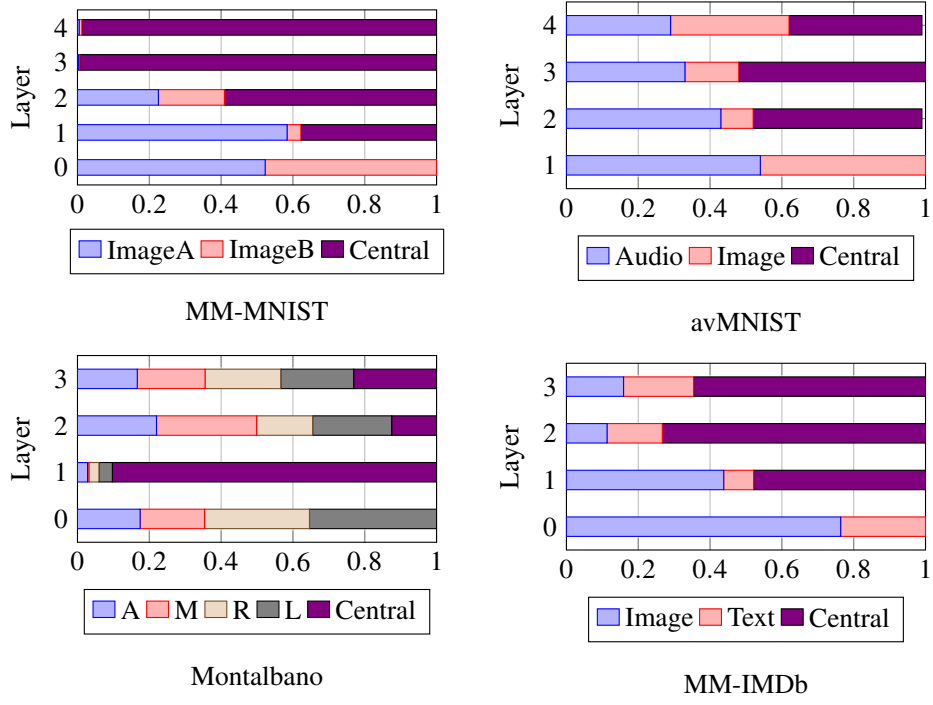 Layer
4
3
2
1
0
0 0.2 0.4 0.6 0.8 1
ImageA ImageB Central
MM-MNIST
Layer
4
3
2
1
0 0.2 0.4 0.6 0.8 1
Audio Image Central
avMNIST
Layer
3
2
1
0
0 0.2 0.4 0.6 0.8 1
A M R L Central
Montalbano
Layer
3
2
1
0
0 0.2 0.4 0.6 0.8 1
Image Text Central
MM-IMDb